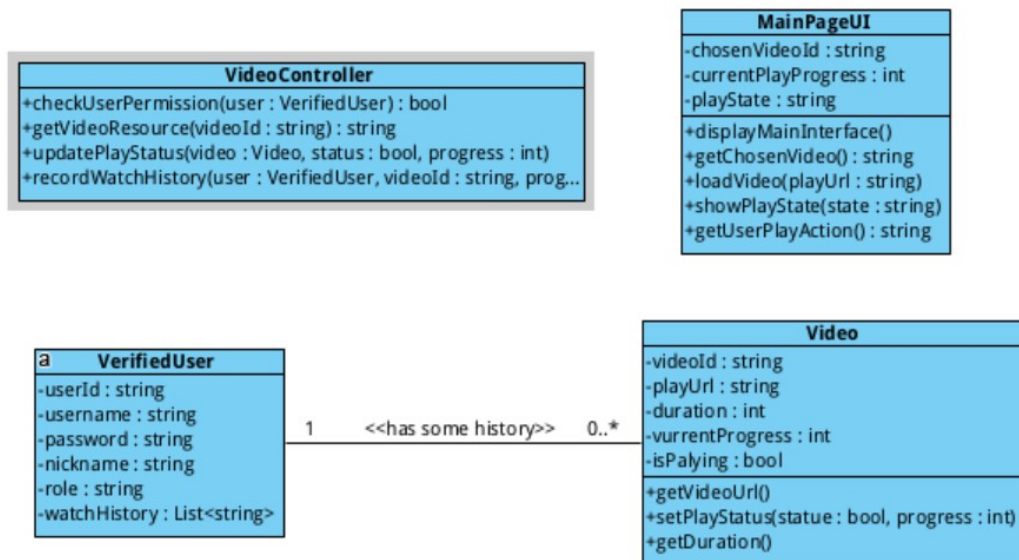 VideoController
+checkUserPermission(user : VerifiedUser) : bool
+getVideoResource(videoId : string) : string
+updatePlayStatus(video : Video, status : bool, progress : int)
+recordWatchHistory(user : VerifiedUser, videoId : string, prog...
MainPageUI
-chosenVideoId : string
-currentPlayProgress : int
-playState : string
+displayMainInterface()
+getChosenVideo() : string
+loadVideo(playUrl : string)
+showPlayState(state : string)
+getUserPlayAction() : string
a
VerifiedUser
-userId : string
-username : string
-password : string
-nickname : string
-role : string
-watchHistory : List<string>
1 <<has some history>> 0..*
Video
-videoId : string
-playUrl : string
-duration : int
-vurrentProgress : int
-isPalying : bool
+getVideoUrl()
+setPlayStatus(statue : bool, progress : int)
+getDuration()